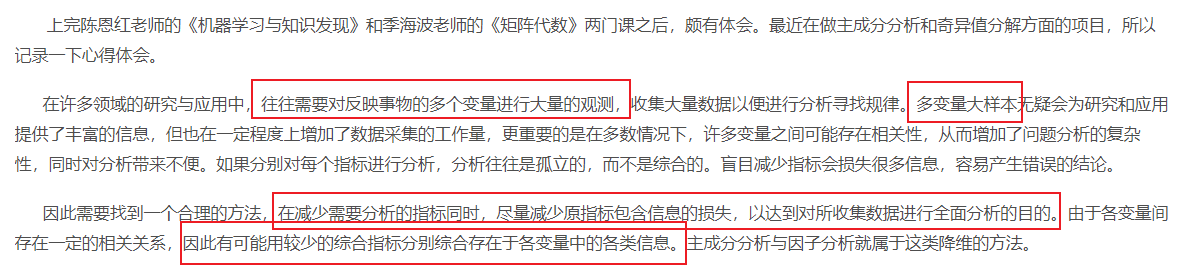 上完陈恩红老师的《机器学习与知识发现》和季海波老师的《矩阵代数》两门课之后，颇有体会。最近在做主成分分析和奇异值分解方面的项目，所以
记录一下心得体会。
在许多领域的研究与应用中，往往需要对反映事物的多个变量进行大量的观测，收集大量数据以便进行分析寻找规律。多变量大样本无疑会为研究和应用
提供了丰富的信息，但也在一定程度上增加了数据采集的工作量，更重要的是在多数情况下，许多变量之间可能存在相关性，从而增加了问题分析的复杂
性，同时对分析带来不便。如果分别对每个指标进行分析，分析往往是孤立的，而不是综合的。盲目减少指标会损失很多信息，容易产生错误的结论。
因此需要找到一个合理的方法，在减少需要分析的指标同时，尽量减少原指标包含信息的损失，以达到对所收集数据进行全面分析的目的。由于各变量间
存在一定的相关关系，因此有可能用较少的综合指标分别综合存在于各变量中的各类信息。主成分分析与因子分析就属于这类降维的方法。